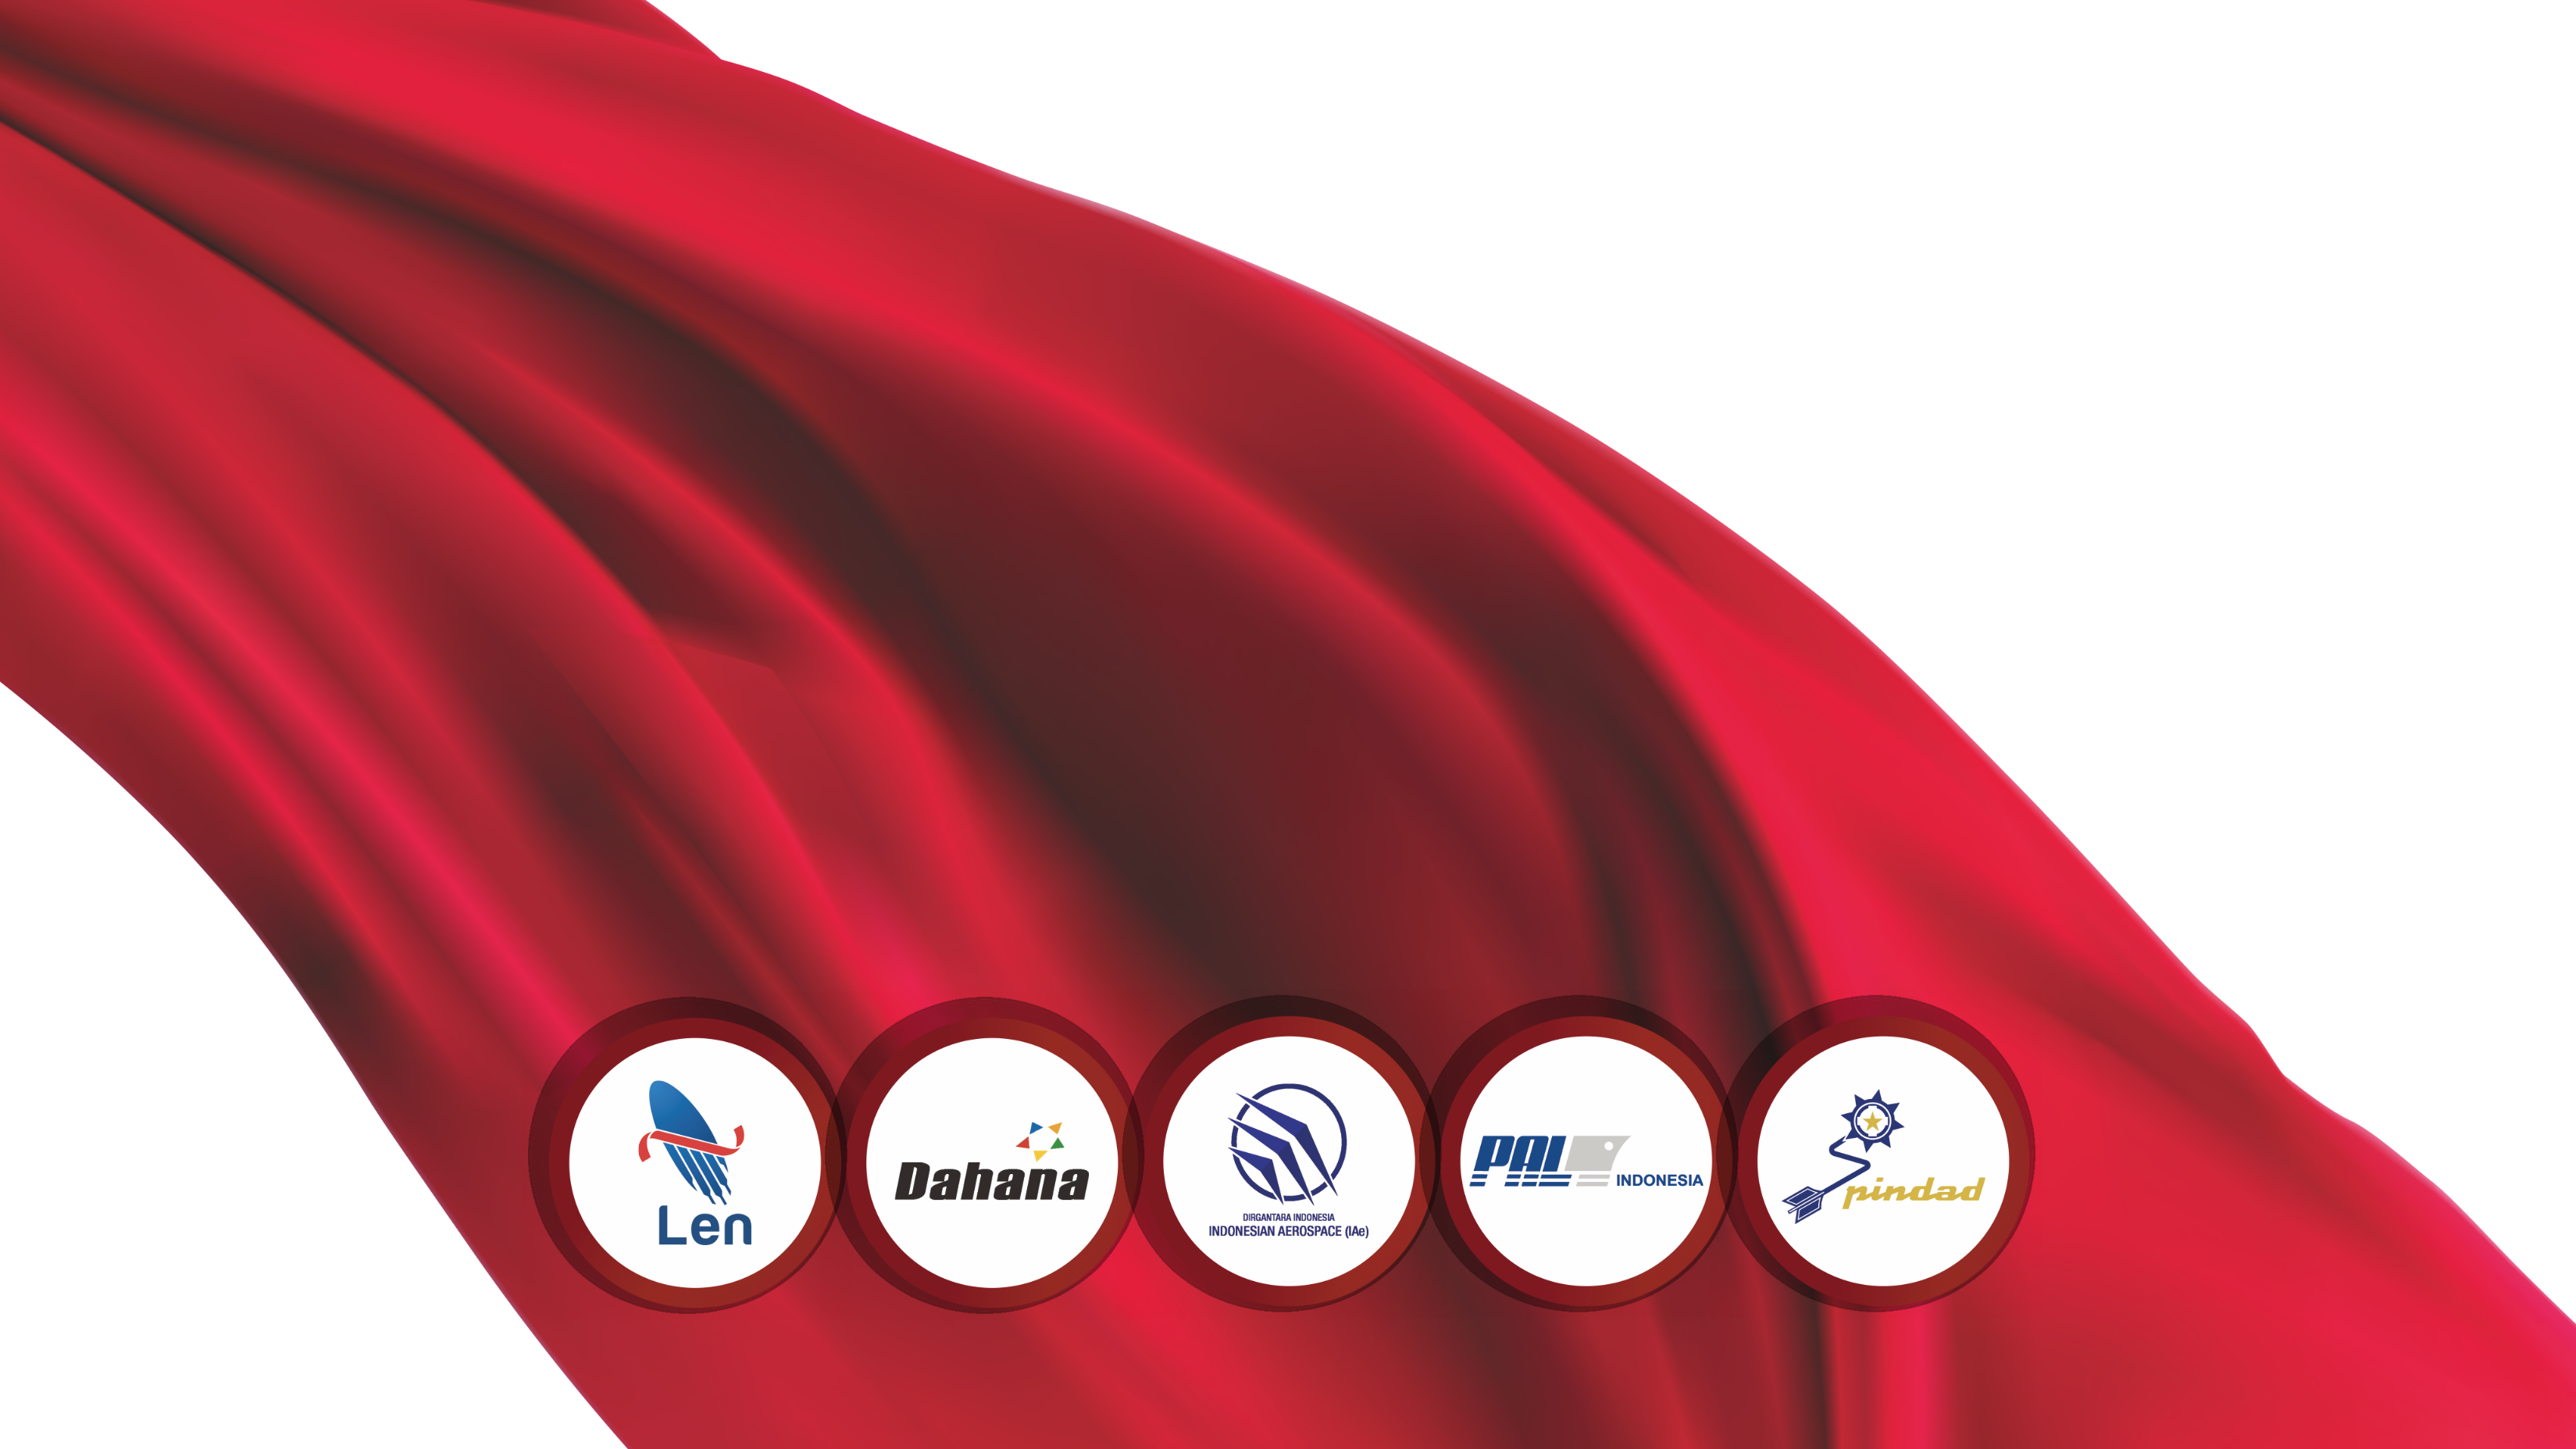 Len
Dahana
DIRGANTARA INDONESIA
INDONESIAN AEROSPACE (IAe)
PAL
INDONESIA
pindad